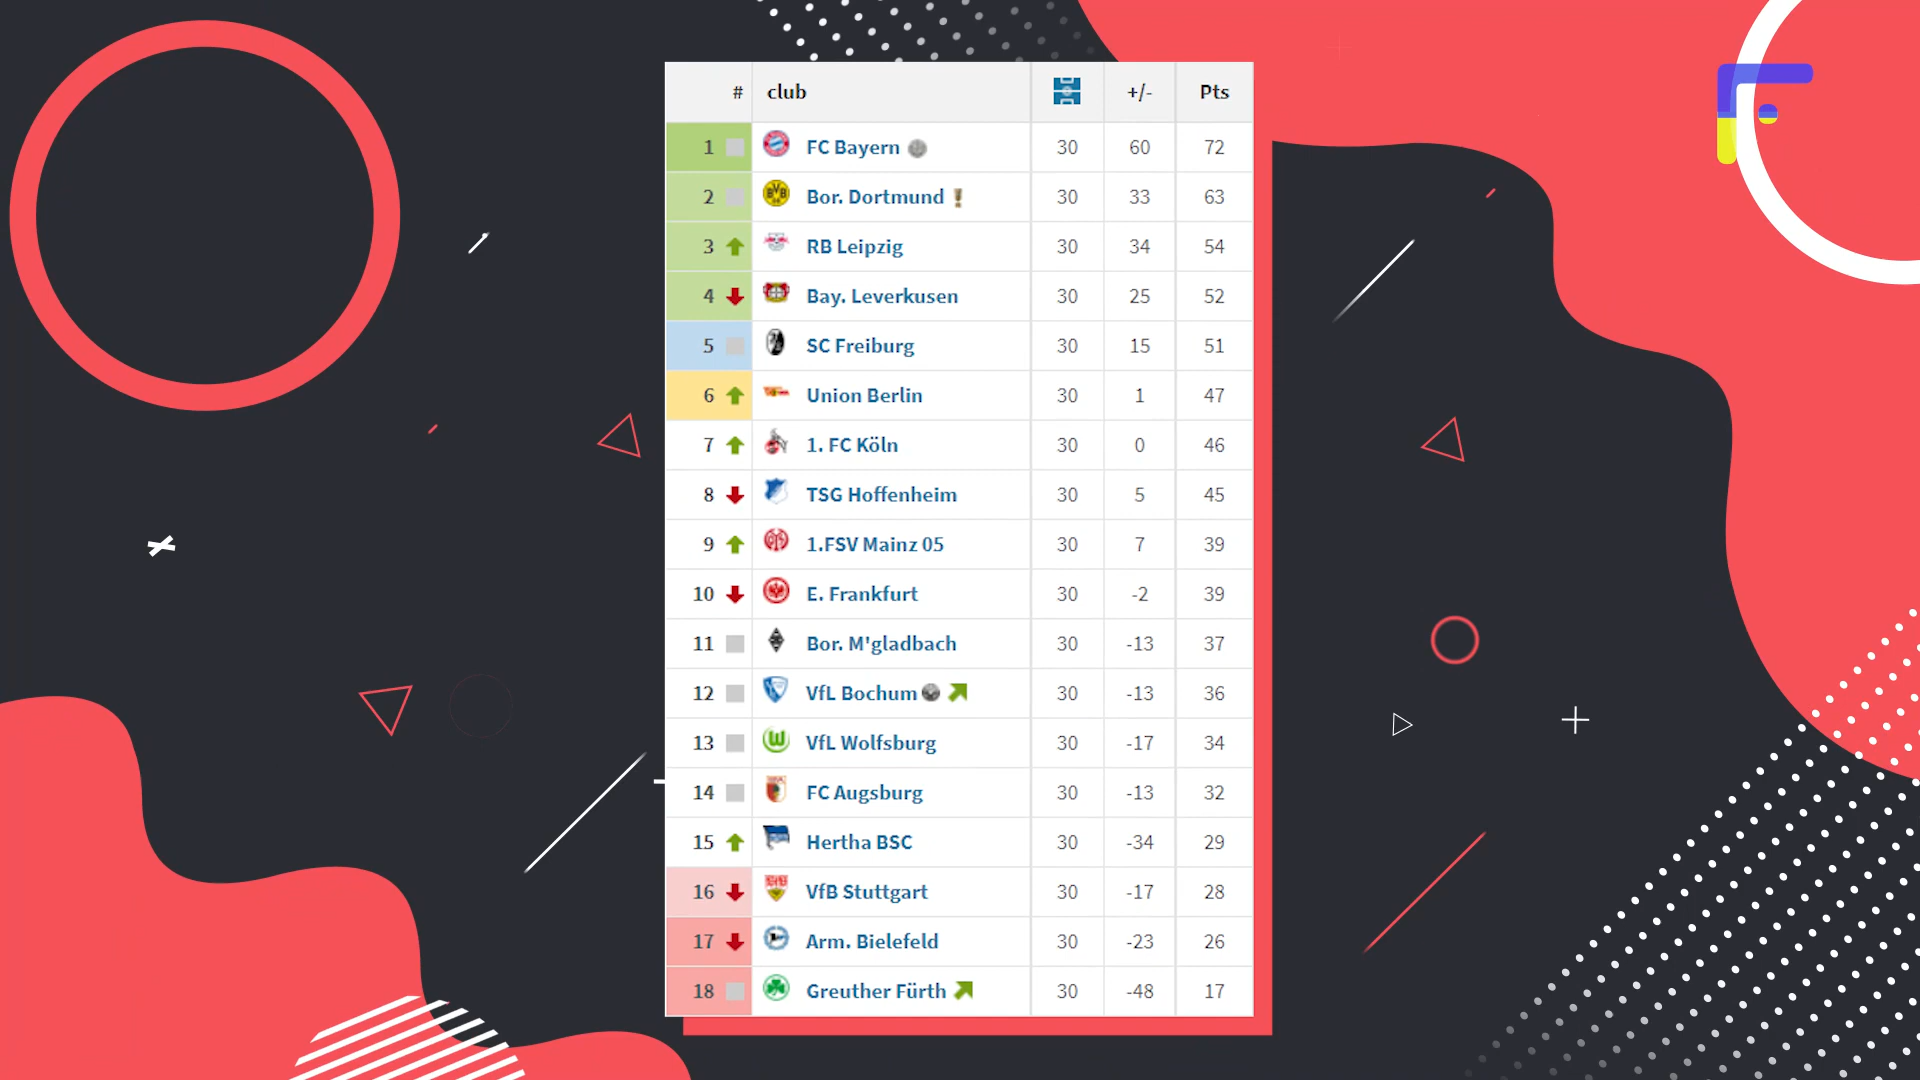 # club +/- Pts
1 FC Bayern 30 60 72
2 Bor. Dortmund 30 33 63
3 RB Leipzig 30 34 54
4 Bay. Leverkusen 30 25 52
5 SC Freiburg 30 15 51
6 Union Berlin 30 1 47
7 1. FC Köln 30 0 46
8 TSG Hoffenheim 30 5 45
9 1.FSV Mainz 05 30 7 39
10 E. Frankfurt 30 -2 39
11 Bor. M'gladbach 30 -13 37
12 VfL Bochum 30 -13 36
13 VfL Wolfsburg 30 -17 34
14 FC Augsburg 30 -13 32
15 Hertha BSC 30 -34 29
16 VfB Stuttgart 30 -17 28
17 Arm. Bielefeld 30 -23 26
18 Greuther Fürth 30 -48 17